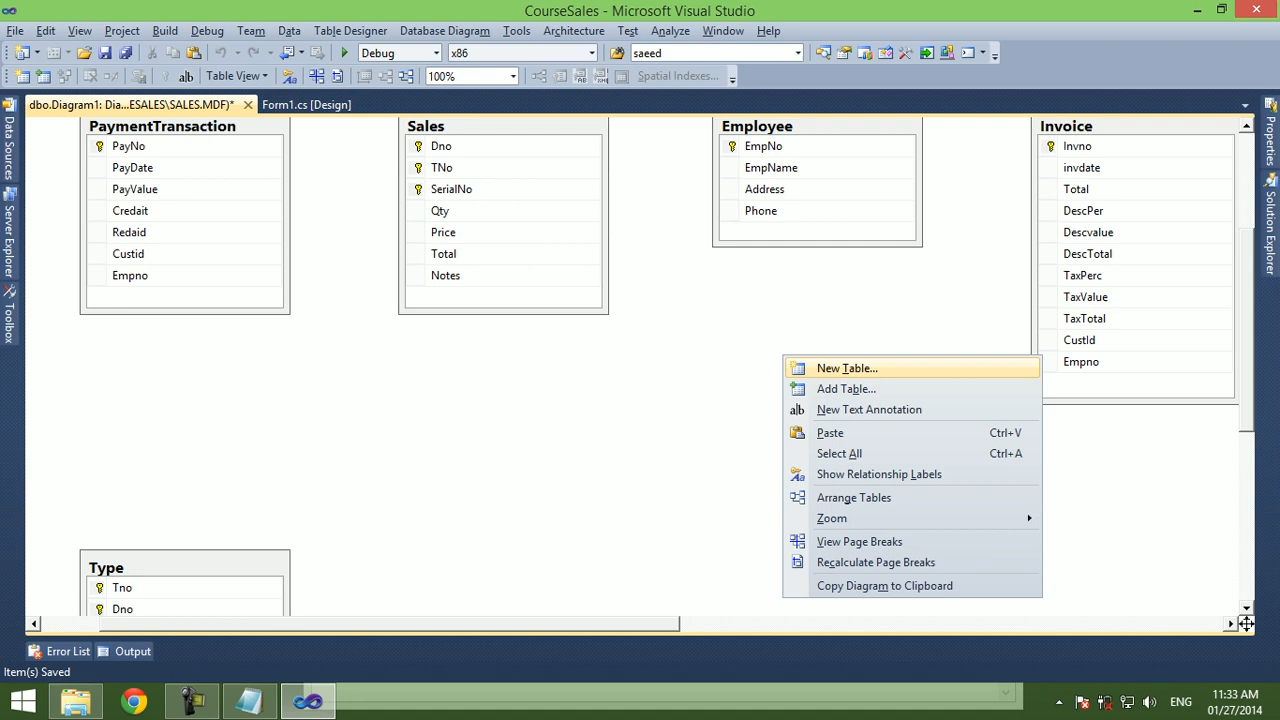 CourseSales - Microsoft Visual Studio
File Edit View Project Build Debug Team Data Table Designer Database Diagram Tools Architecture Test Analyze Window Help
Debug x86 saeed
ab Table View 100% Spatial Indexes...
dbo.Diagram1: Dia...ESALES\SALES.MDF)* Form1.cs [Design]
Data Sources
Server Explorer
Toolbox
Properties
Solution Explorer
PaymentTransaction
PayNo
PayDate
PayValue
Credait
Redaid
Custid
Empno
Sales
Dno
TNo
SerialNo
Qty
Price
Total
Notes
Employee
EmpNo
EmpName
Address
Phone
Invoice
Invno
invdate
Total
DescPer
Descvalue
DescTotal
TaxPerc
TaxValue
TaxTotal
CustId
Empno
New Table...
Add Table...
ab New Text Annotation
Paste Ctrl+V
Select All Ctrl+A
Show Relationship Labels
Arrange Tables
Zoom
View Page Breaks
Recalculate Page Breaks
Copy Diagram to Clipboard
Type
Tno
Dno
Error List Output
Item(s) Saved
ENG
11:33 AM
01/27/2014